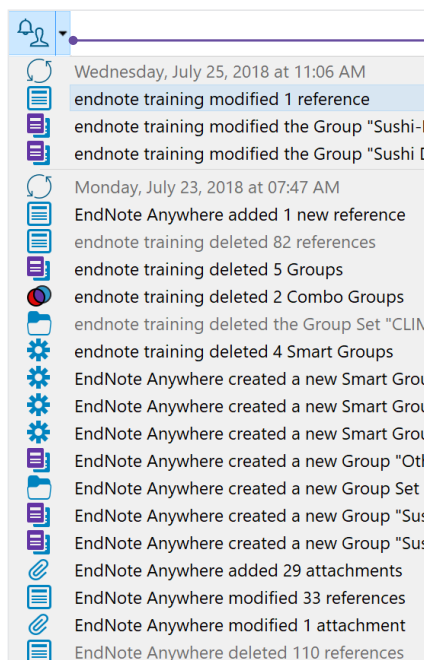 Wednesday, July 25, 2018 at 11:06 AM
endnote training modified 1 reference
endnote training modified the Group "Sushi-
endnote training modified the Group "Sushi
Monday, July 23, 2018 at 07:47 AM
EndNote Anywhere added 1 new reference
endnote training deleted 82 references
endnote training deleted 5 Groups
endnote training deleted 2 Combo Groups
endnote training deleted the Group Set "CLIM
endnote training deleted 4 Smart Groups
EndNote Anywhere created a new Smart Grou
EndNote Anywhere created a new Smart Grou
EndNote Anywhere created a new Smart Grou
EndNote Anywhere created a new Group "Oth
EndNote Anywhere created a new Group Set
EndNote Anywhere created a new Group "Sus
EndNote Anywhere created a new Group "Sus
EndNote Anywhere added 29 attachments
EndNote Anywhere modified 33 references
EndNote Anywhere modified 1 attachment
EndNote Anywhere deleted 110 references